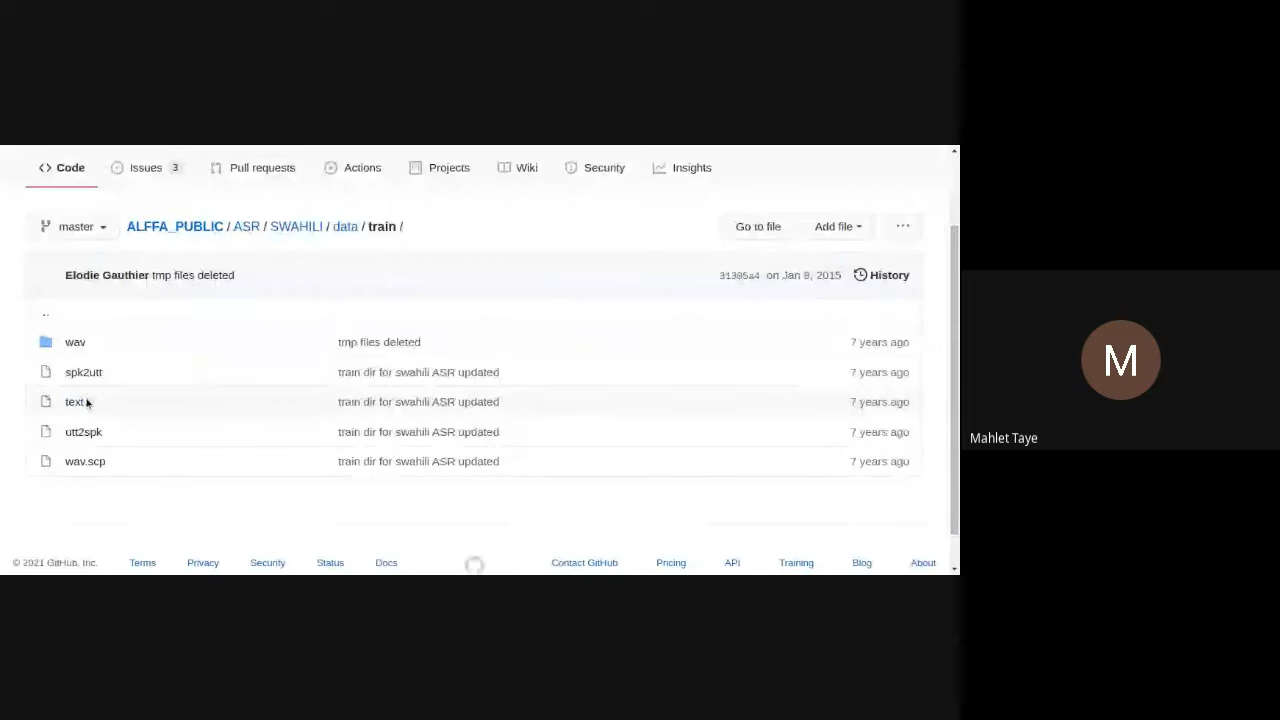 Code Issues 3 Pull requests Actions Projects Wiki Security Insights
master ALFFA_PUBLIC / ASR / SWAHILI / data / train / Go to file Add file ...
Elodie Gauthier tmp files deleted 31305a4 on Jan 8, 2015 History
..
wav tmp files deleted 7 years ago
spk2utt train dir for swahili ASR updated 7 years ago
text train dir for swahili ASR updated 7 years ago
utt2spk train dir for swahili ASR updated 7 years ago
wav.scp train dir for swahili ASR updated 7 years ago
© 2021 GitHub, Inc. Terms Privacy Security Status Docs Contact GitHub Pricing API Training Blog About
M
Mahlet Taye